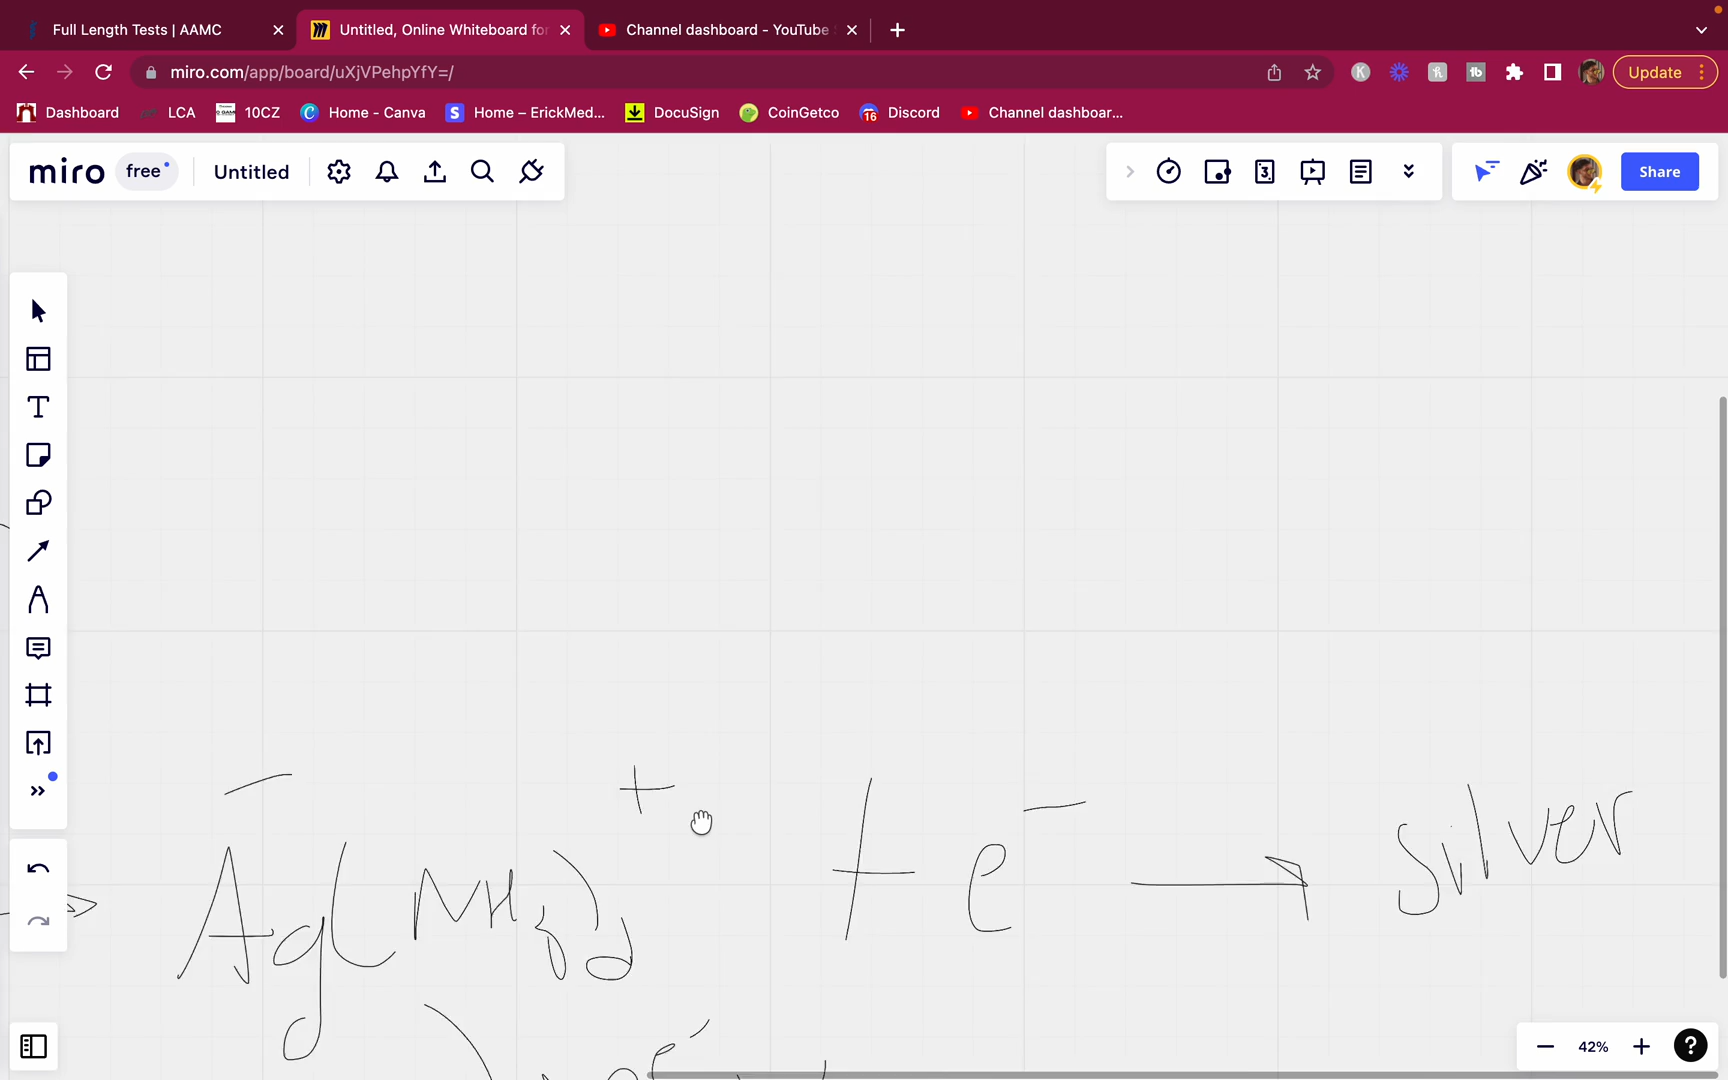 Full Length Tests | AAMC
Untitled, Online Whiteboard for
Channel dashboard - YouTube
miro.com/app/board/uXjVPehpYfY=/
Update
Dashboard
LCA
10CZ
Home - Canva
Home – ErickMed...
DocuSign
CoinGetco
16
Discord
Channel dashboar...
miro
free
Untitled
3
Share
Ag(NH3)2+ + e- → silver
e-
42%
?